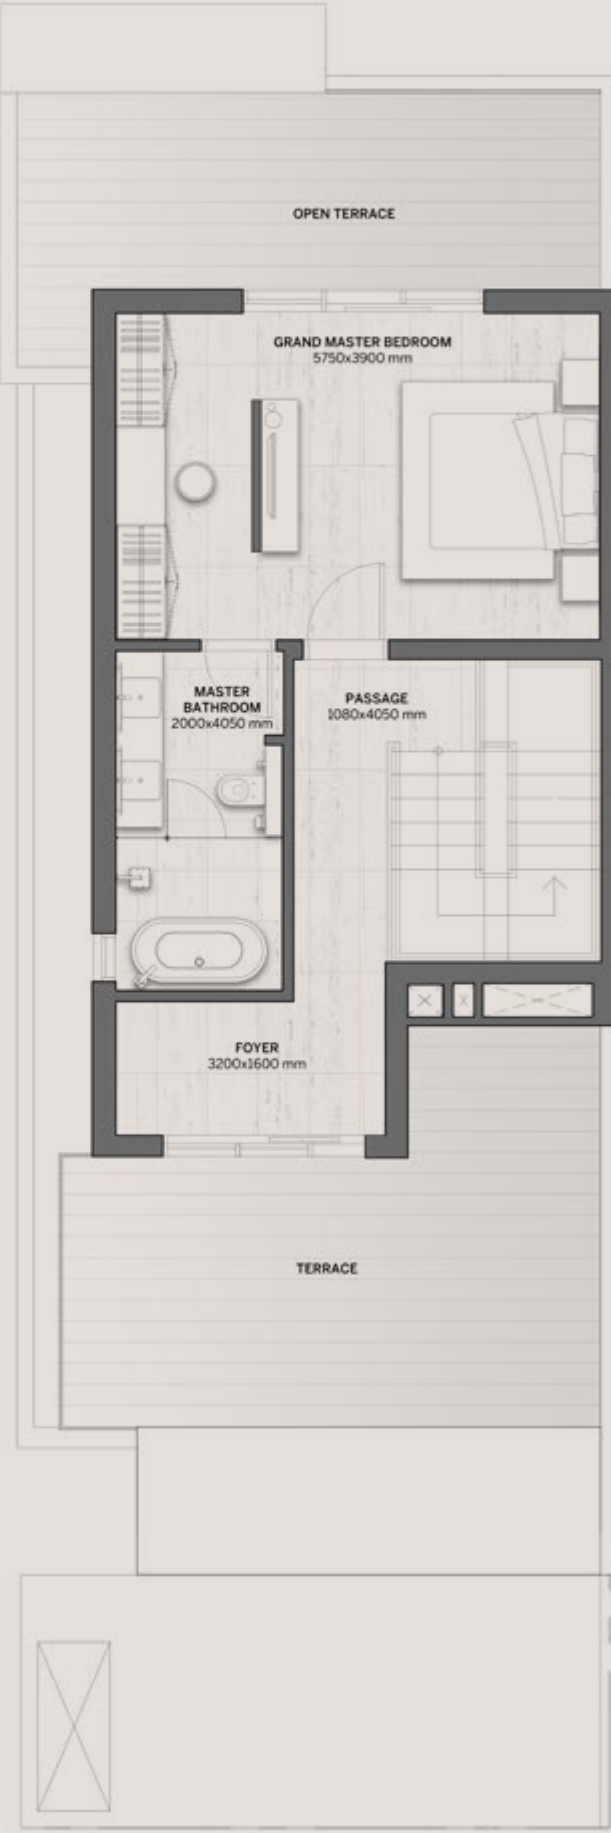 OPEN TERRACE
GRAND MASTER BEDROOM
5750x3900 mm
MASTER
BATHROOM
2000x4050 mm
PASSAGE
1080x4050 mm
FOYER
3200x1600 mm
TERRACE